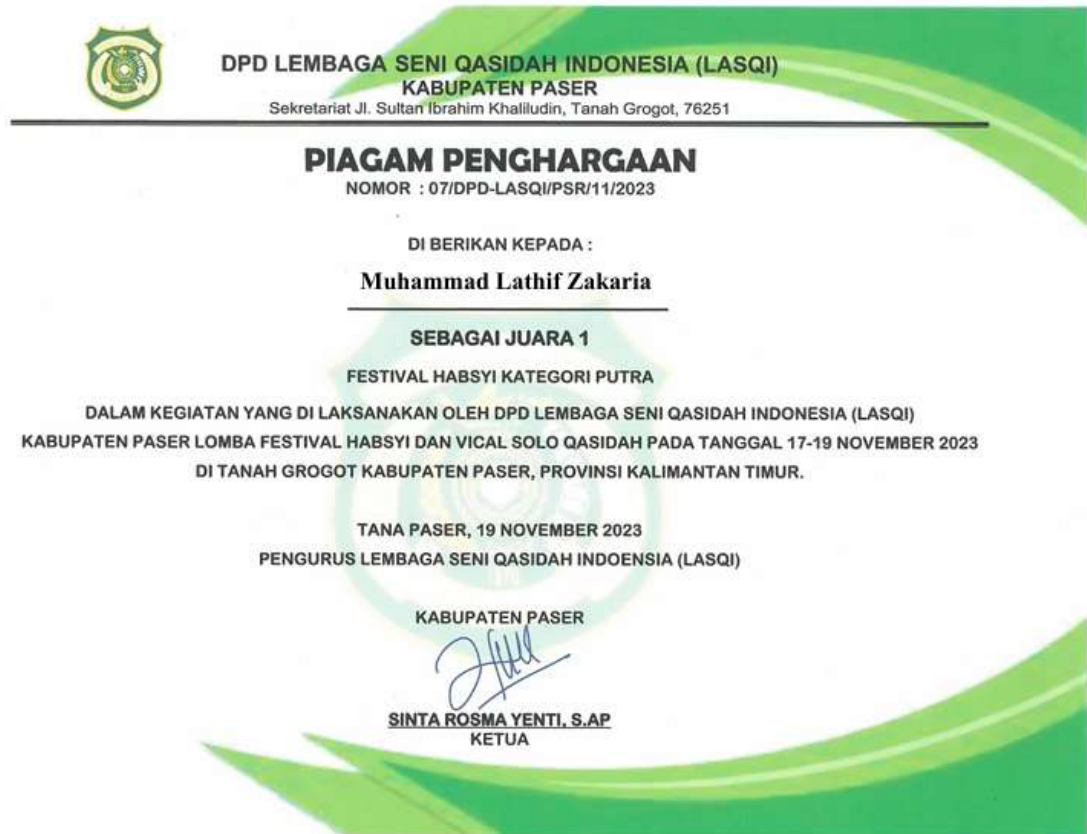 DPD LEMBAGA SENI QASIDAH INDONESIA (LASQI)
KABUPATEN PASER
Sekretariat Jl. Sultan Ibrahim Khaliludin, Tanah Grogot, 76251
PIAGAM PENGHARGAAN
NOMOR : 07/DPD-LASQI/PSR/11/2023
DI BERIKAN KEPADA :
Muhammad Lathif Zakaria
SEBAGAI JUARA 1
FESTIVAL HABSYI KATEGORI PUTRA
DALAM KEGIATAN YANG DI LAKSANAKAN OLEH DPD LEMBAGA SENI QASIDAH INDONESIA (LASQI)
KABUPATEN PASER LOMBA FESTIVAL HABSYI DAN VICAL SOLO QASIDAH PADA TANGGAL 17-19 NOVEMBER 2023
DI TANAH GROGOT KABUPATEN PASER, PROVINSI KALIMANTAN TIMUR.
TANA PASER, 19 NOVEMBER 2023
PENGURUS LEMBAGA SENI QASIDAH INDOENSIA (LASQI)
KABUPATEN PASER
SINTA ROSMA YENTI, S.AP
KETUA